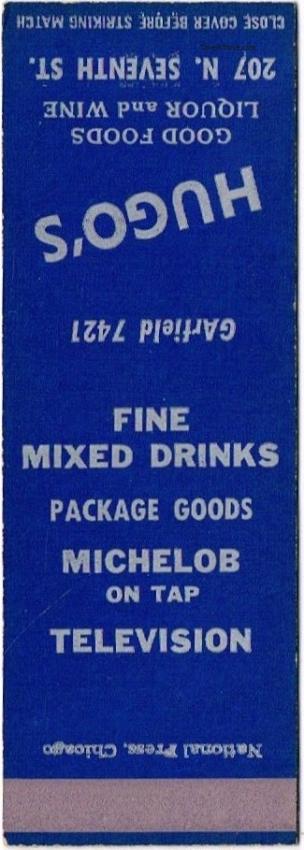 CLOSE COVER BEFORE STRIKING MATCH
207 N. SEVENTH ST.
LIQUOR and WINE
GOOD FOODS
HUGO'S
GArfield 7421
FINE
MIXED DRINKS
PACKAGE GOODS
MICHELOB
ON TAP
TELEVISION
National Press, Chicago